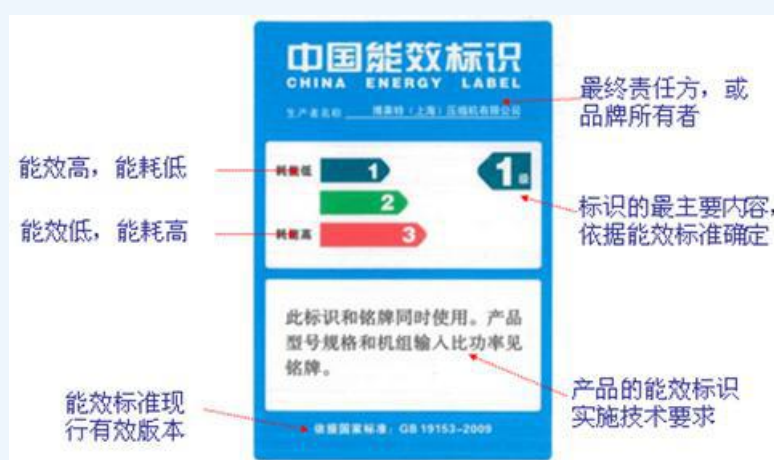 中国能效标识
CHINA ENERGY LABEL
生产者名称 博莱特（上海）压缩机有限公司
最终责任方，或
品牌所有者
能效高，能耗低
耗能低 1
1级
2
能效低，能耗高
耗能高 3
标识的最主要内容，
依据能效标准确定
此标识和铭牌同时使用。产品
型号规格和机组输入比功率见
铭牌。
产品的能效标识
实施技术要求
能效标准现
行有效版本
依据国家标准：GB 19153-2009